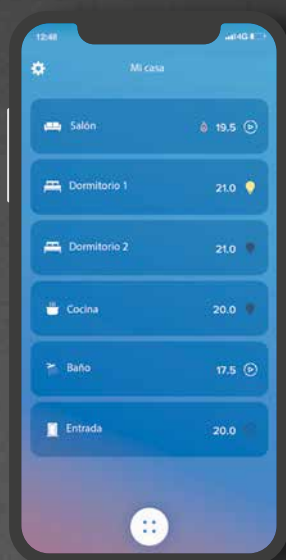 12:48
4G
Mi casa
Salón 19.5
Dormitorio 1 21.0
Dormitorio 2 21.0
Cocina 20.0
Baño 17.5
Entrada 20.0